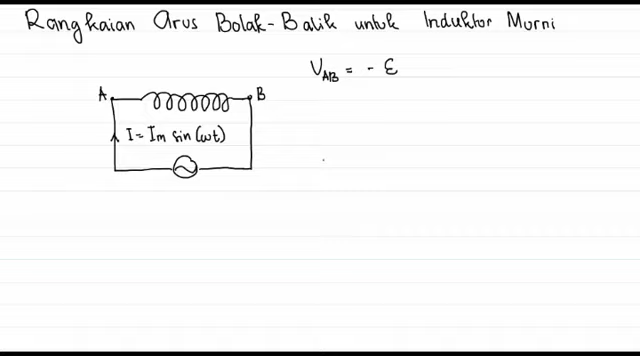 Rangkaian Arus Bolak-Balik untuk Induktor Murni
V_AB = - ε
A B
I = Im sin (ωt)